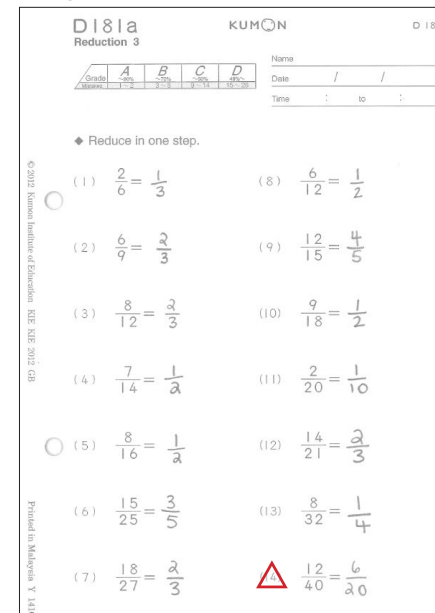 D181a
KUMON
D 18
Reduction 3
Grade A B C D
Name
Date / /
Time : to :
◆ Reduce in one step.
(1) 2/6 = 1/3
(2) 6/9 = 2/3
(3) 8/12 = 2/3
(4) 7/14 = 1/2
(5) 8/16 = 1/2
(6) 15/25 = 3/5
(7) 18/27 = 2/3
(8) 6/12 = 1/2
(9) 12/15 = 4/5
(10) 9/18 = 1/2
(11) 2/20 = 1/10
(12) 14/21 = 2/3
(13) 8/32 = 1/4
(14) 12/40 = 6/20
© 2012 Kumon Institute of Education KIE KIE 2012 GB
Printed in Malaysia Y 141